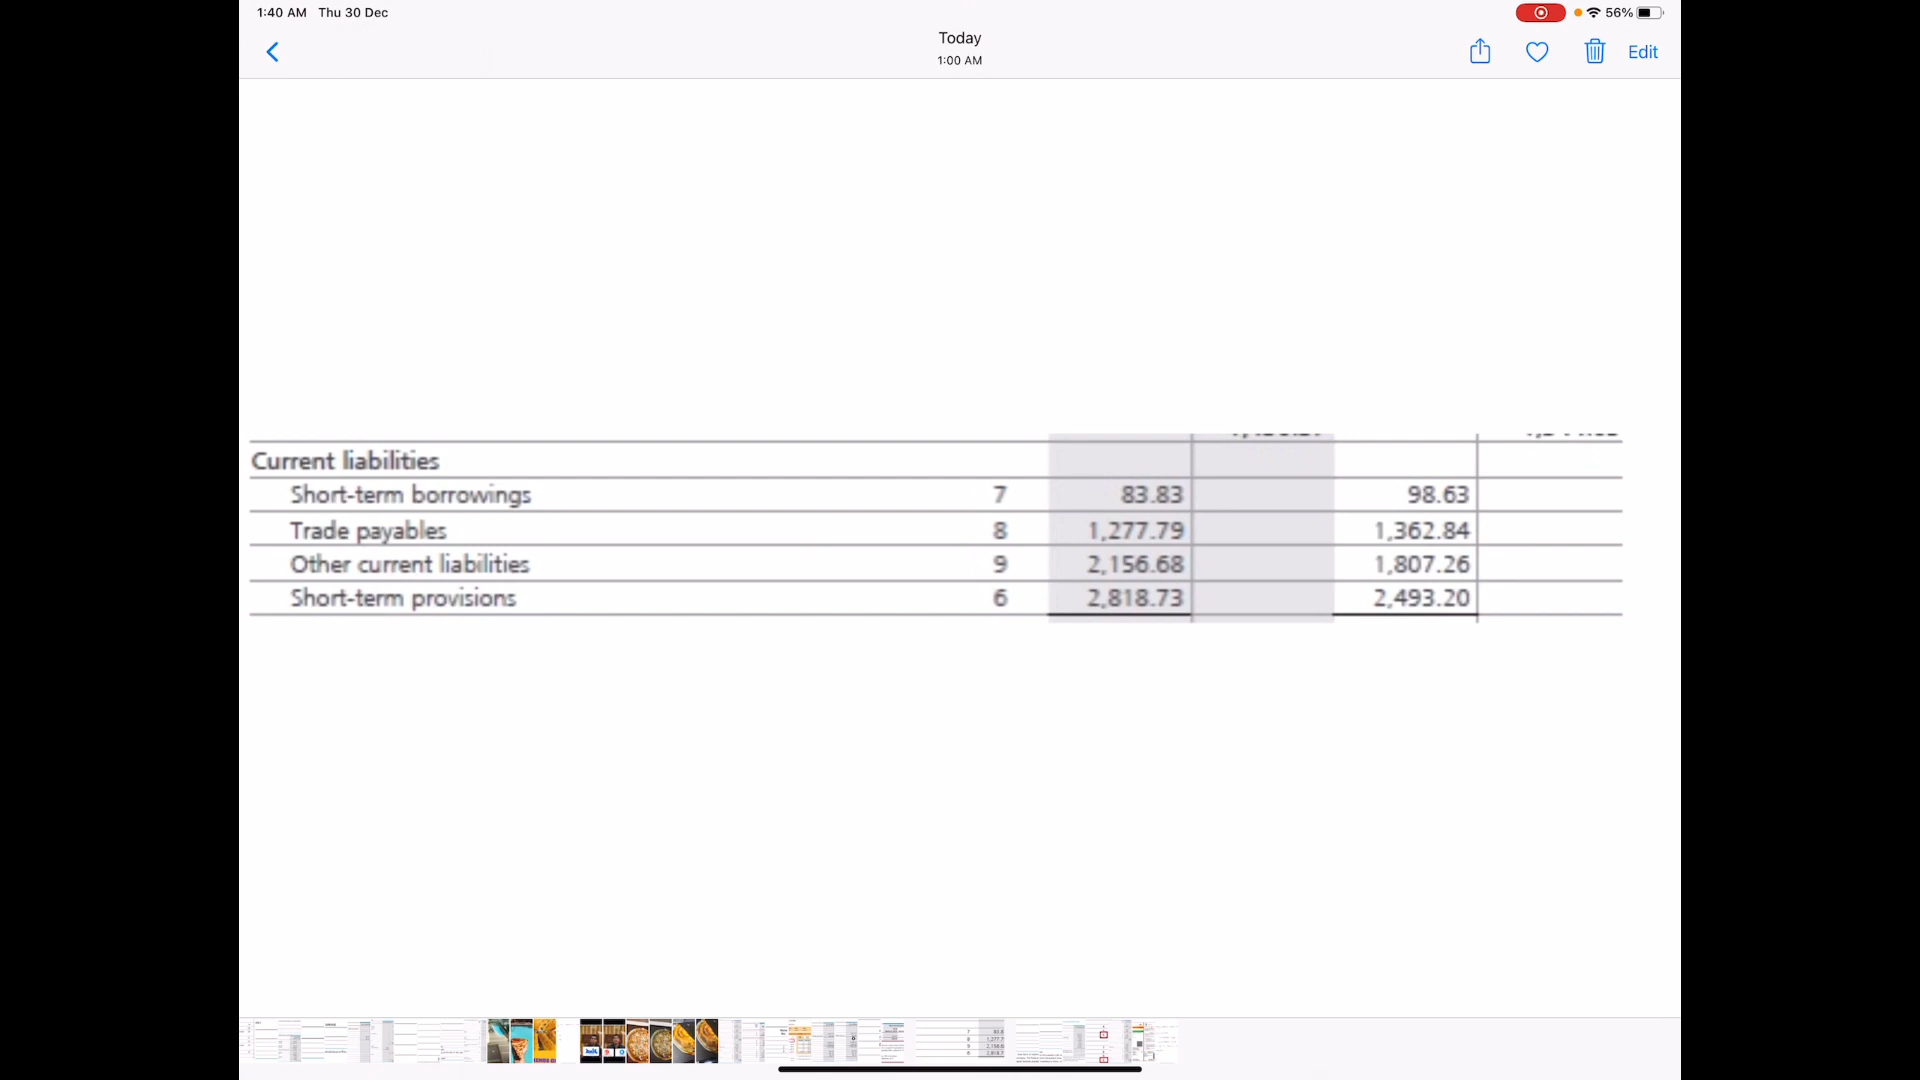 1:40 AM Thu 30 Dec
56%
Today
1:00 AM
Edit
Current liabilities
Short-term borrowings 7 83.83 98.63
Trade payables 8 1,277.79 1,362.84
Other current liabilities 9 2,156.68 1,807.26
Short-term provisions 6 2,818.73 2,493.20